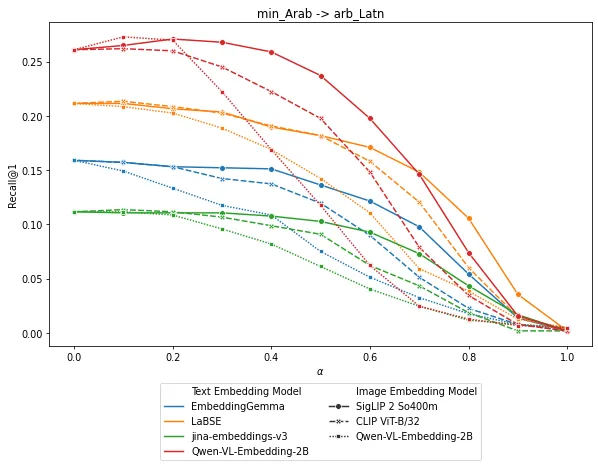 min_Arab -> arb_Latn
Recall@1
0.25
0.20
0.15
0.10
0.05
0.00
0.0 0.2 0.4 0.6 0.8 1.0
α
Text Embedding Model Image Embedding Model
EmbeddingGemma SigLIP 2 So400m
LaBSE CLIP ViT-B/32
jina-embeddings-v3 Qwen-VL-Embedding-2B
Qwen-VL-Embedding-2B